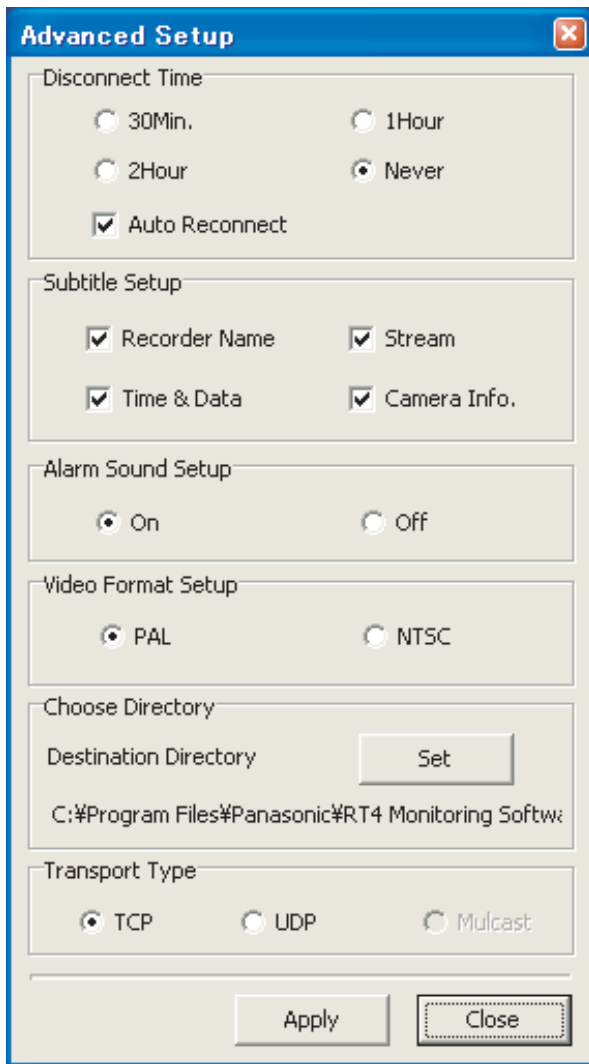 Advanced Setup
Disconnect Time
30Min. 1Hour
2Hour Never
Auto Reconnect
Subtitle Setup
Recorder Name Stream
Time & Data Camera Info.
Alarm Sound Setup
On Off
Video Format Setup
PAL NTSC
Choose Directory
Destination Directory Set
C:¥Program Files¥Panasonic¥RT4 Monitoring Softwa
Transport Type
TCP UDP Mulcast
Apply Close